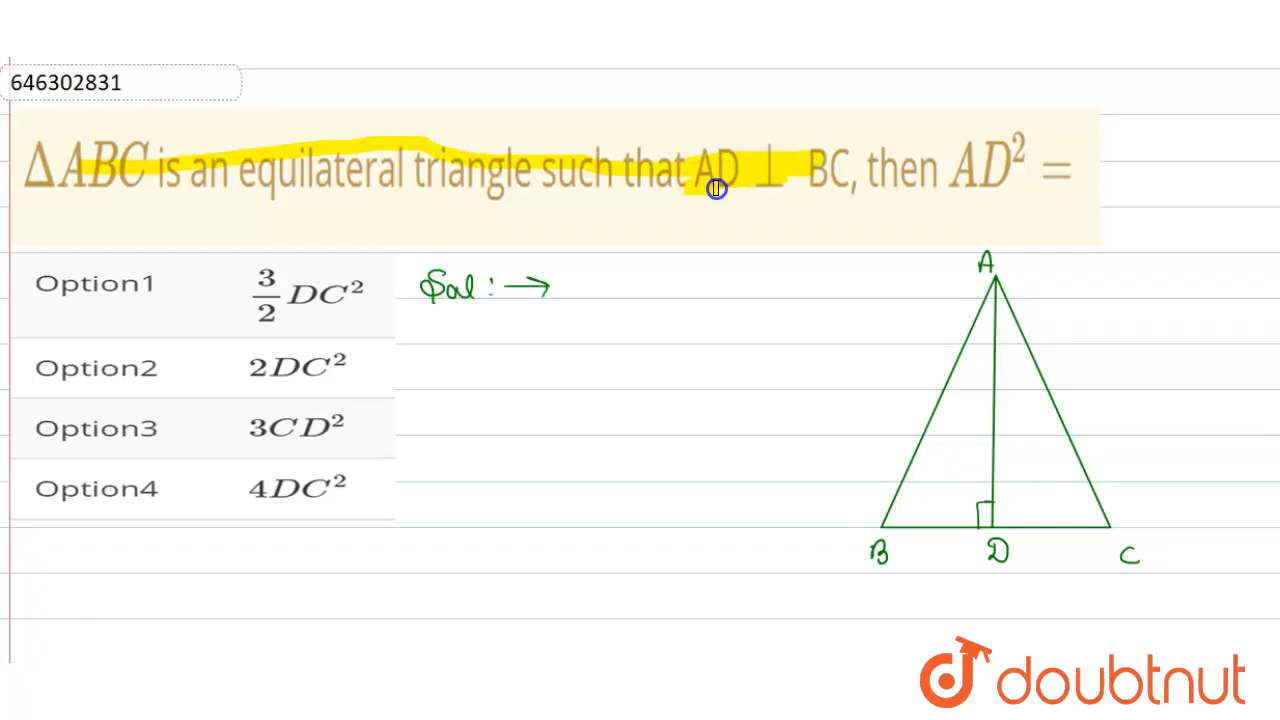 646302831
ΔABC is an equilateral triangle such that AD ⊥ BC, then AD² =
Option1 3/2 DC²
Option2 2DC²
Option3 3CD²
Option4 4DC²
Sol : →
A
B D C
doubtnut